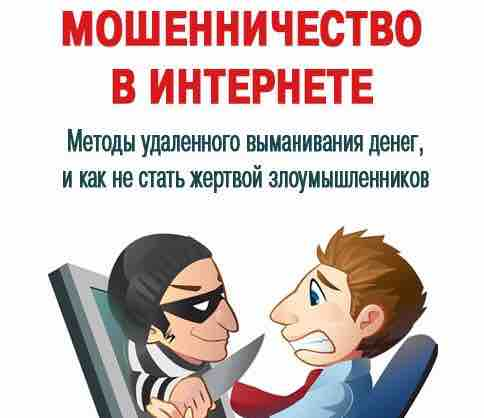 МОШЕННИЧЕСТВО
В ИНТЕРНЕТЕ
Методы удаленного выманивания денег,
и как не стать жертвой злоумышленников